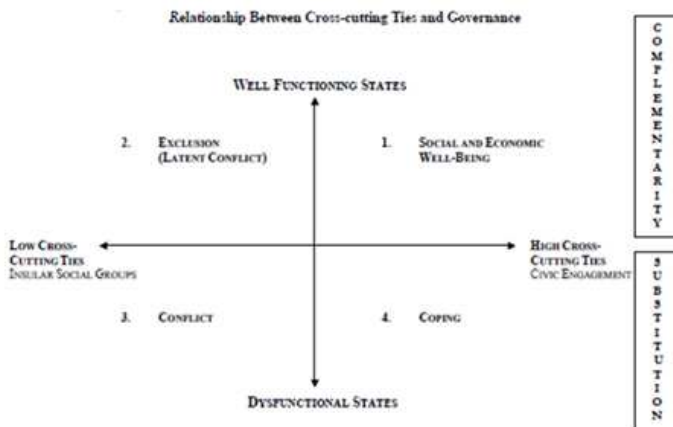 Relationship Between Cross-cutting Ties and Governance
WELL FUNCTIONING STATES
2. EXCLUSION
(LATENT CONFLICT)
1. SOCIAL AND ECONOMIC
WELL-BEING
LOW CROSS-
CUTTING TIES
INSULAR SOCIAL GROUPS
HIGH CROSS-
CUTTING TIES
CIVIC ENGAGEMENT
3. CONFLICT
4. COPING
DYSFUNCTIONAL STATES
COMPLEMENTARITY
SUBSTITUTION